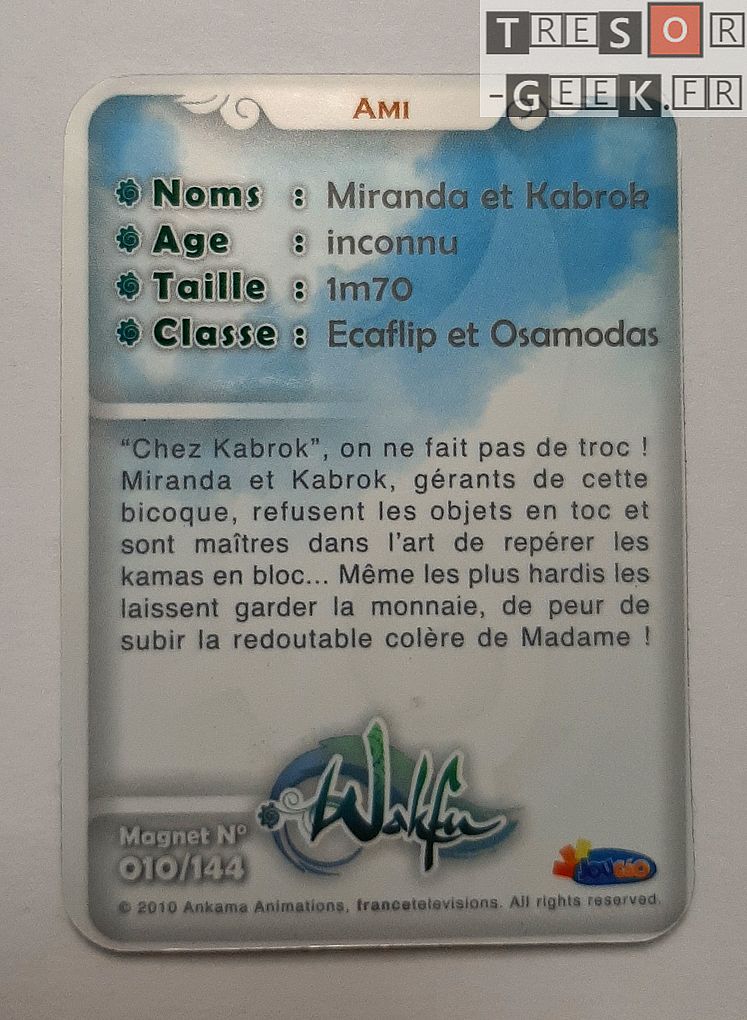 TRESOR
-GEEK.FR
AMI
Noms : Miranda et Kabrok
Age : inconnu
Taille : 1m70
Classe : Ecaflip et Osamodas
“Chez Kabrok”, on ne fait pas de troc !
Miranda et Kabrok, gérants de cette
bicoque, refusent les objets en toc et
sont maîtres dans l’art de repérer les
kamas en bloc... Même les plus hardis les
laissent garder la monnaie, de peur de
subir la redoutable colère de Madame !
Wakfu
Magnet N°
010/144
JOUGéO
© 2010 Ankama Animations, francetelevisions. All rights reserved.